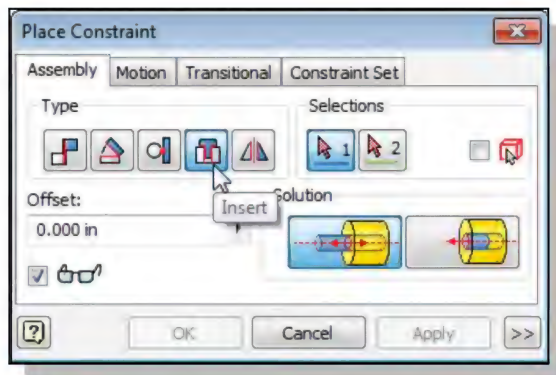 Place Constraint
Assembly Motion Transitional Constraint Set
Type
Selections
1 2
Offset:
Insert
Solution
0.000 in
? OK Cancel Apply >>